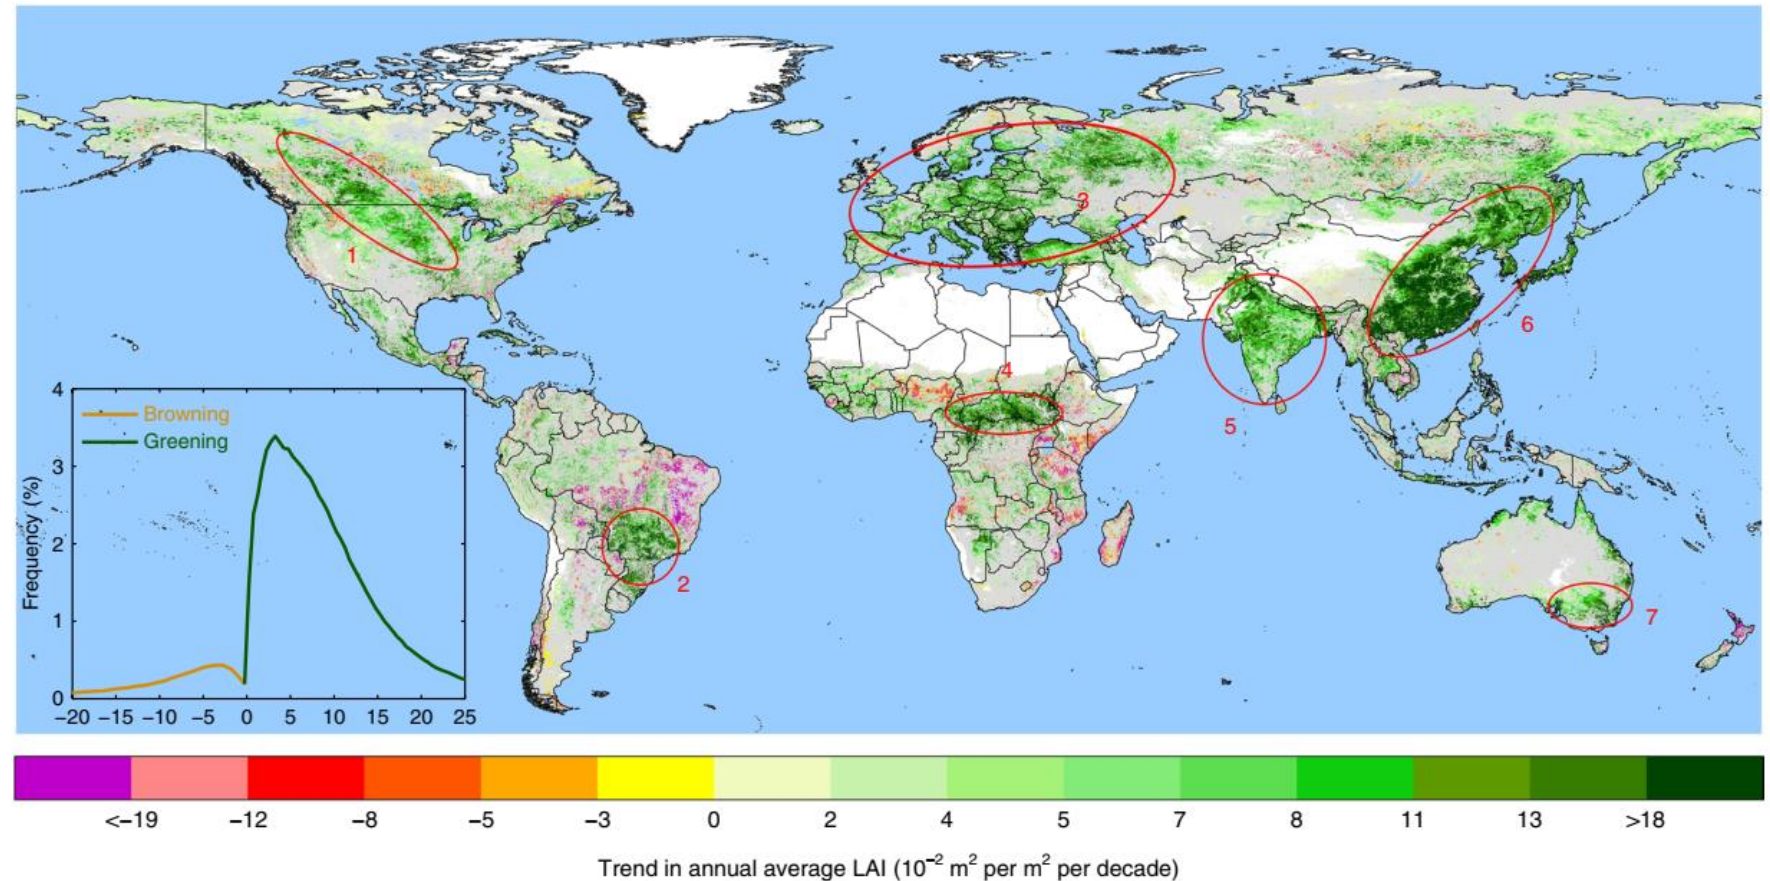 1
2
3
4
5
6
7
Browning
Greening
Frequency (%)
4
3
2
1
0
−20 −15 −10 −5 0 5 10 15 20 25
<−19 −12 −8 −5 −3 0 2 4 5 7 8 11 13 >18
Trend in annual average LAI (10⁻² m² per m² per decade)